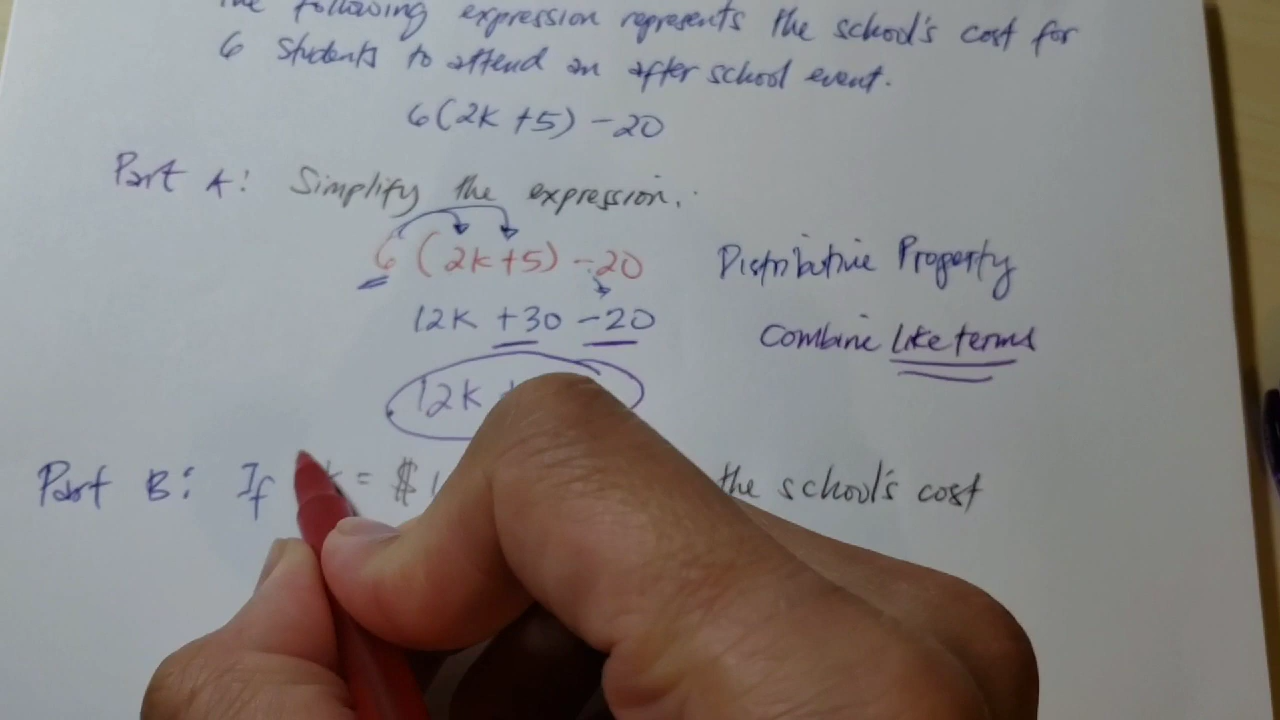 The following expression represents the school's cost for
6 Students to attend an after school event.
6(2k+5) -20
Part A: Simplify the expression.
6(2k+5) -20 Distributive Property
12k +30 -20 Combine like terms
12k
Part B: If k = $1 the school's cost